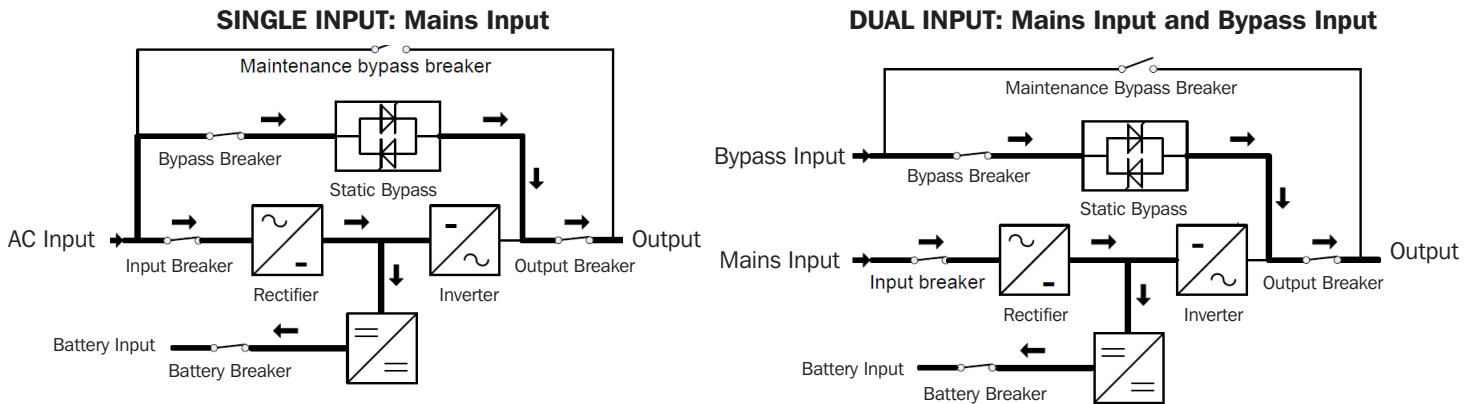 SINGLE INPUT: Mains Input
Maintenance bypass breaker
Bypass Breaker
Static Bypass
AC Input
Output
Input Breaker
Output Breaker
Rectifier
Inverter
Battery Input
Battery Breaker
DUAL INPUT: Mains Input and Bypass Input
Maintenance Bypass Breaker
Bypass Input
Bypass Breaker
Static Bypass
Mains Input
Output
Input breaker
Output Breaker
Rectifier
Inverter
Battery Input
Battery Breaker